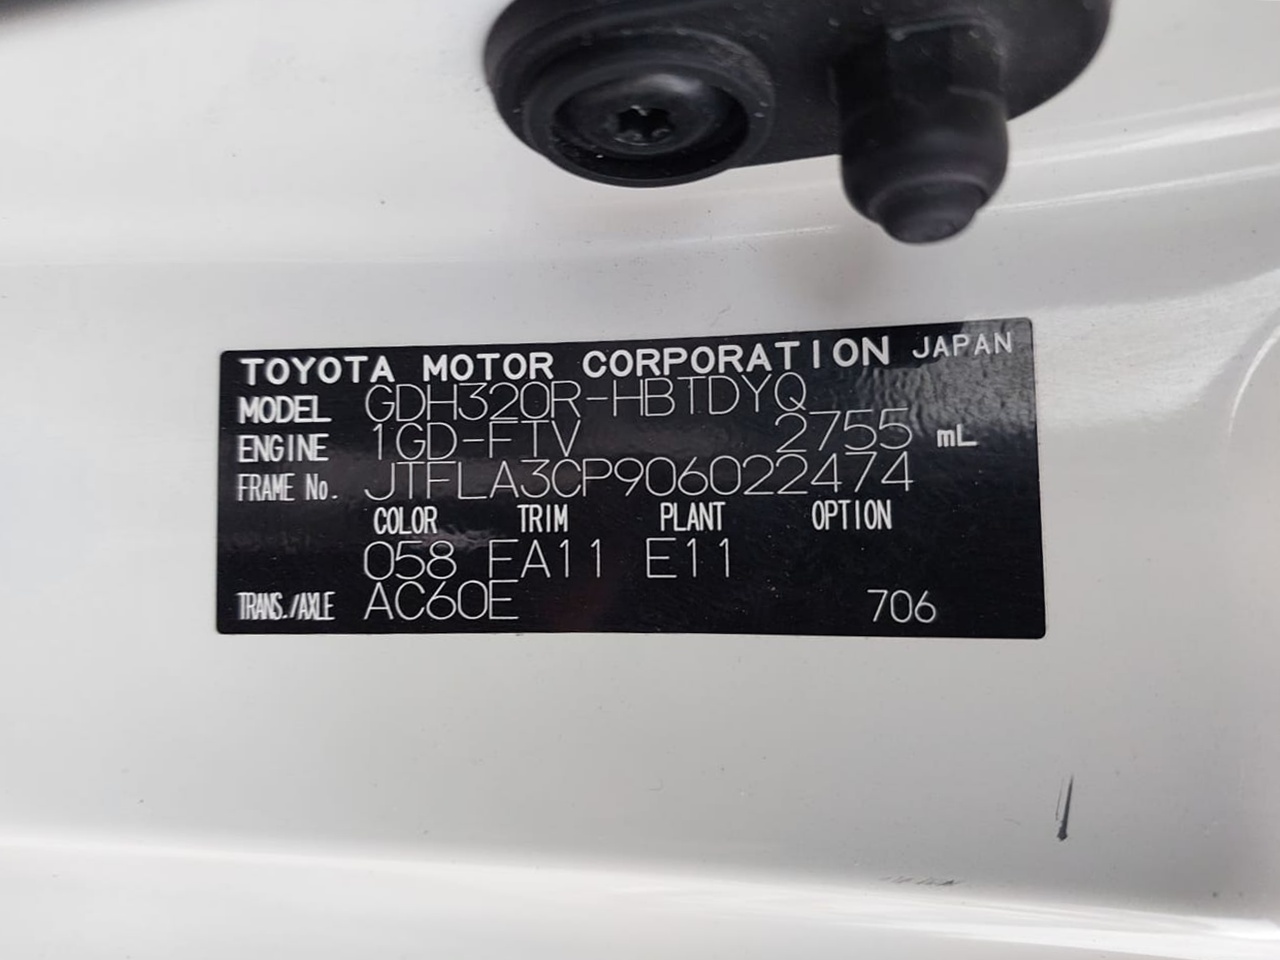 TOYOTA MOTOR CORPORATION JAPAN
MODEL GDH320R-HBTDYQ
ENGINE 1GD-FTV 2755 mL
FRAME No. JTFLA3CP906022474
COLOR TRIM PLANT OPTION
058 EA11 E11
TRANS./AXLE AC60E 706